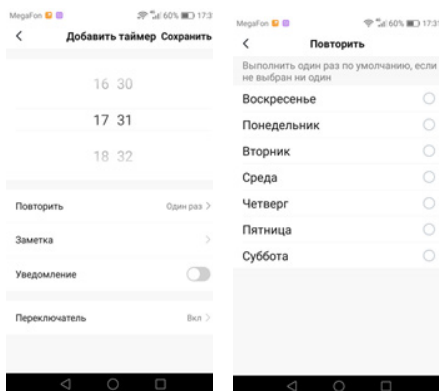 MegaFon 60% 17:3
Добавить таймер Сохранить
16 30
17 31
18 32
Повторить Один раз
Заметка
Уведомление
Переключатель Вкл
MegaFon 60% 17:31
Повторить
Выполнить один раз по умолчанию, если
не выбран ни один
Воскресенье
Понедельник
Вторник
Среда
Четверг
Пятница
Суббота